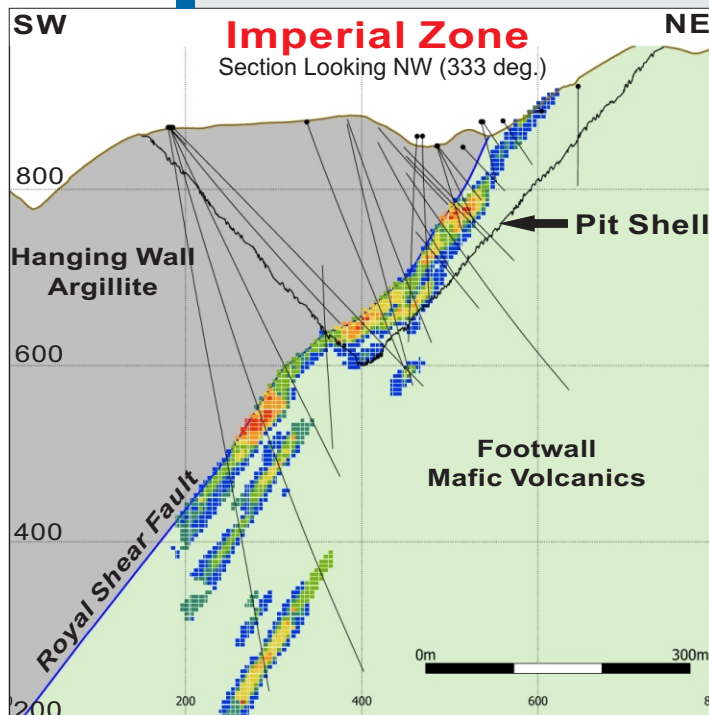 SW
NE
Imperial Zone
Section Looking NW (333 deg.)
800
Pit Shell
Hanging Wall
Argillite
600
Footwall
Mafic Volcanics
400
Royal Shear Fault
0m
300m
200
200
400
600